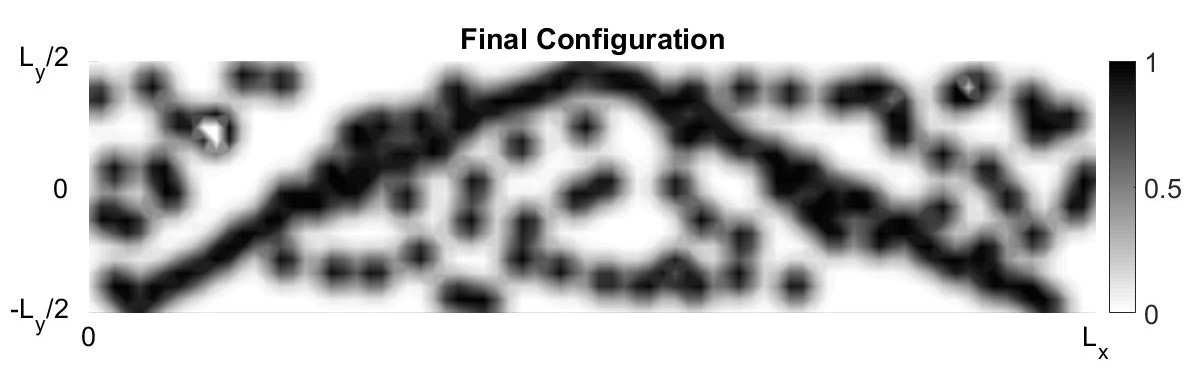 Final Configuration
L_y/2
0
-L_y/2
0
L_x
1
0.5
0